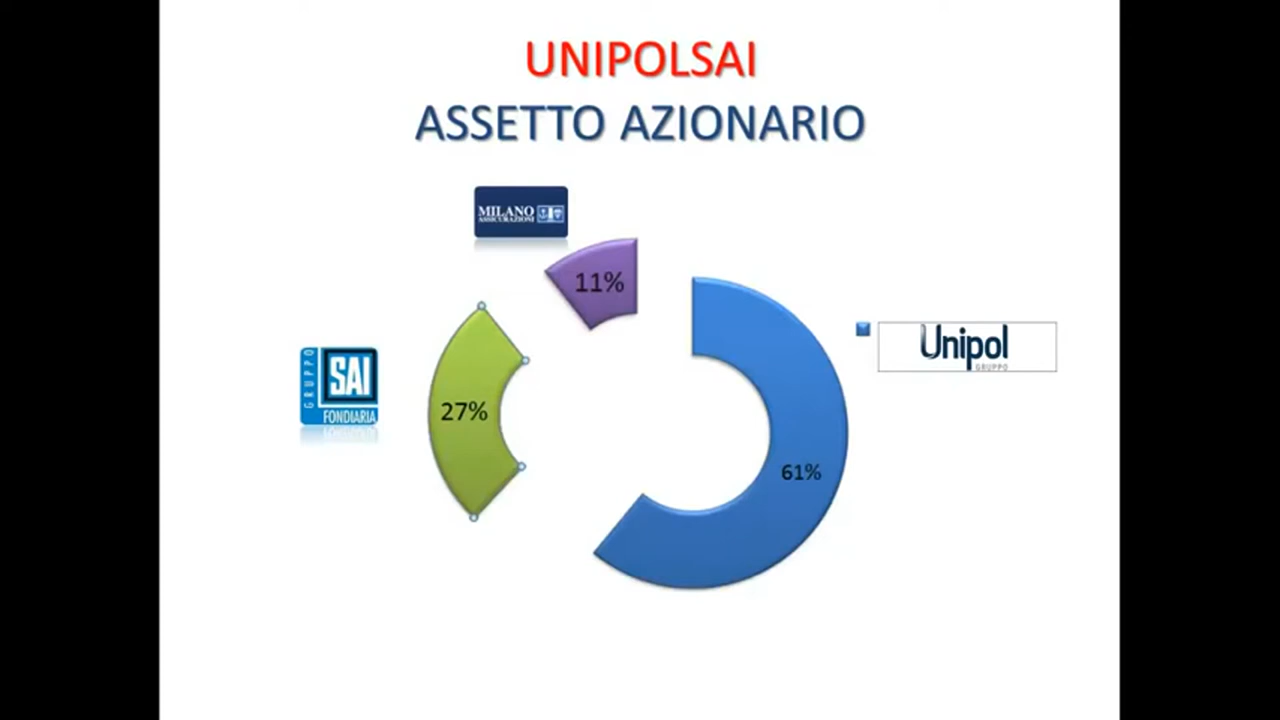 UNIPOLSAI
ASSETTO AZIONARIO
MILANO
ASSICURAZIONI
11%
Unipol
GRUPPO
GRUPPO
SAI
FONDIARIA
27%
61%